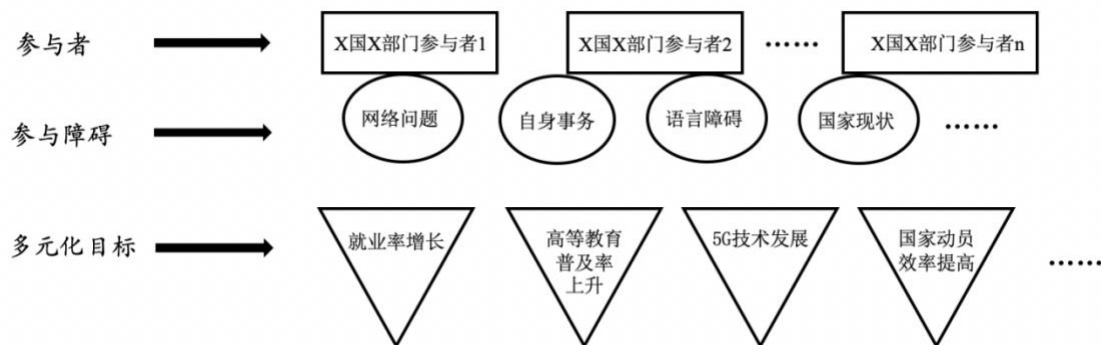 参与者
X国X部门参与者1
X国X部门参与者2
……
X国X部门参与者n
参与障碍
网络问题
自身事务
语言障碍
国家现状
……
多元化目标
就业率增长
高等教育
普及率
上升
5G技术发展
国家动员
效率提高
……